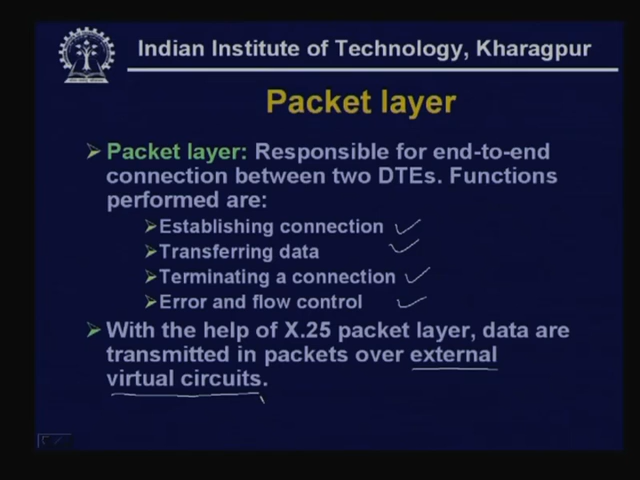 Indian Institute of Technology, Kharagpur
Packet layer
Packet layer: Responsible for end-to-end
connection between two DTEs. Functions
performed are:
Establishing connection
Transferring data
Terminating a connection
Error and flow control
With the help of X.25 packet layer, data are
transmitted in packets over external
virtual circuits.